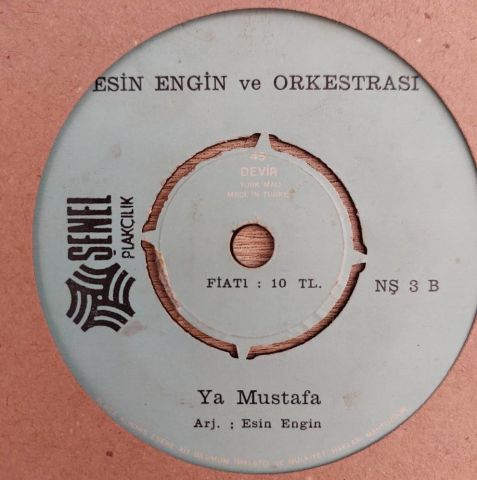 ESİN ENGİN ve ORKESTRASI
45
DEVİR
TÜRK MALI
MADE IN TURKEY
ŞENEL
PLAKÇILIK
FİATI : 10 TL.
NŞ 3 B
Ya Mustafa
Arj. : Esin Engin